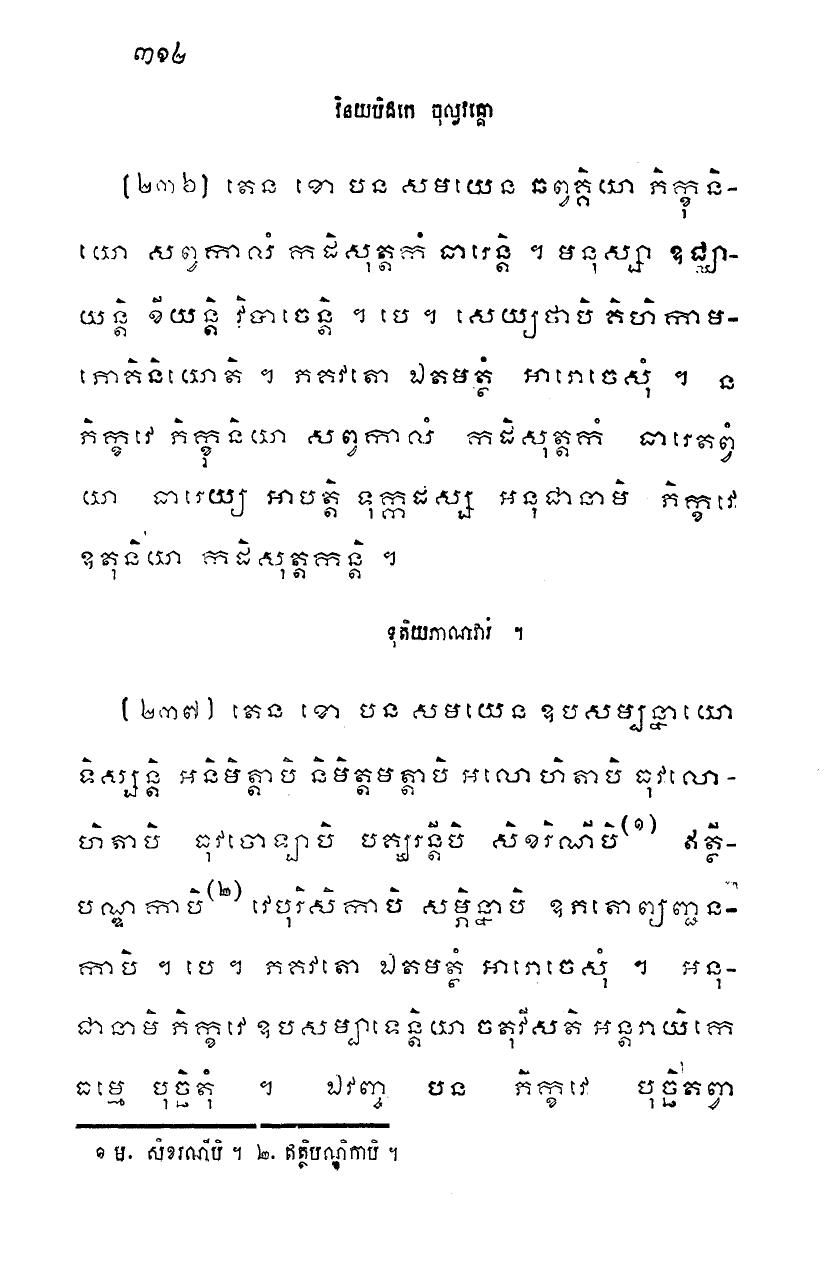 ៣១៤
វិនយបិដកេ ចុល្លវគ្គោ
(២៣៦) តេន ខោ បន សមយេន ឆព្វគ្គិយោ ភិក្ខុនិ-
យោ សព្វកាលំ កដិសុត្តកំ ធារេន្តិ ។ មនុស្សា ឧជ្ឈា-
យន្តិ ខីយន្តិ វិបាចេន្តិ ។ បេ ។ សេយ្យថាបិ គិហិកាម-
ភោគិនិយោតិ ។ ភគវតោ ឯតមត្ថំ អារោចេសុំ ។ ន
ភិក្ខវេ ភិក្ខុនិយា សព្វកាលំ កដិសុត្តកំ ធារេតព្វំ
យា ធារេយ្យ អាបត្តិ ទុក្កដស្ស អនុជានាមិ ភិក្ខវេ
ឧតុនិយា កដិសុត្តកន្តិ ។
ទុតិយភាណវារំ ។
(២៣៧) តេន ខោ បន សមយេន ឧបសម្បន្នាយោ
ទិស្សន្តិ អនិមិត្តាបិ និមិត្តមត្តាបិ អលោហិតាបិ ធុវលោ-
ហិតាបិ ធុវចោឡាបិ បគ្ឃរន្តីបិ សិខរិណីបិ(១) ឥត្ថី-
បណ្ឌកាបិ(២) វេបុរិសិកាបិ សម្ភិន្នាបិ ឧភតោព្យញ្ជន-
កាបិ ។ បេ ។ ភគវតោ ឯតមត្ថំ អារោចេសុំ ។ អនុ-
ជានាមិ ភិក្ខវេ ឧបសម្បាទេន្តិយា ចតុវីសតិ អន្តរាយិកេ
ធម្មេ បុច្ឆិតុំ ។ ឯវញ្ច បន ភិក្ខវេ បុច្ឆិតព្វា
១ ម. សិខរណីបិ ។ ២. ឥត្ថិបណ្ឌិកាបិ ។